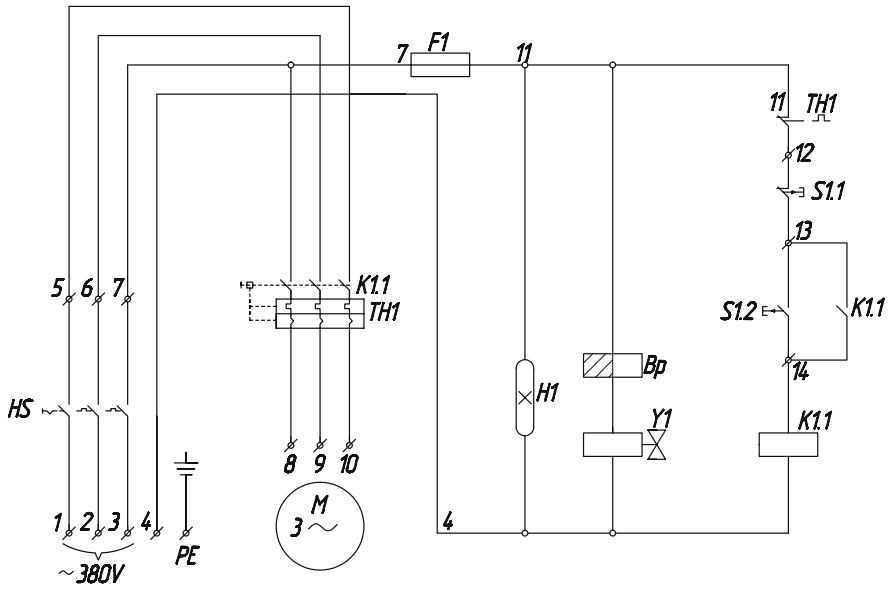 7 F1 11
11 TH1
12
S1.1
13
5 6 7 K1.1
TH1
S1.2 K1.1
14
HS H1 Bp
Y1 K1.1
8 9 10
M
3 ~
1 2 3 4 4
PE
~ 380V